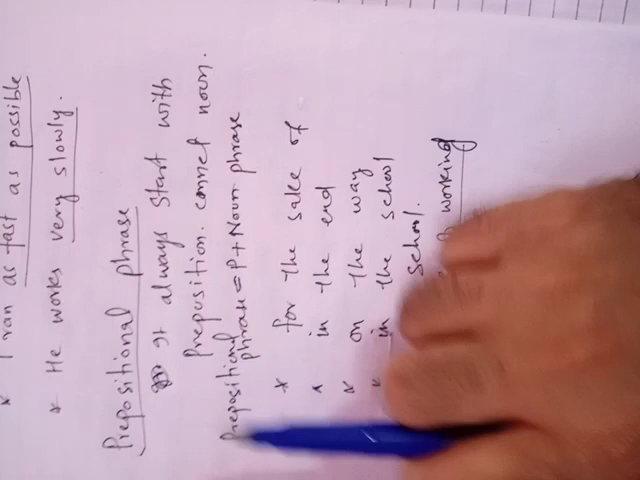 * I ran as fast as possible
* He works very slowly.
Prepositional phrase
It always start with
Preposition. connet noun.
Prepositional
phrase = P + Noun phrase
* for the sake of
* in the end
* on the way
* in the school
School.
working